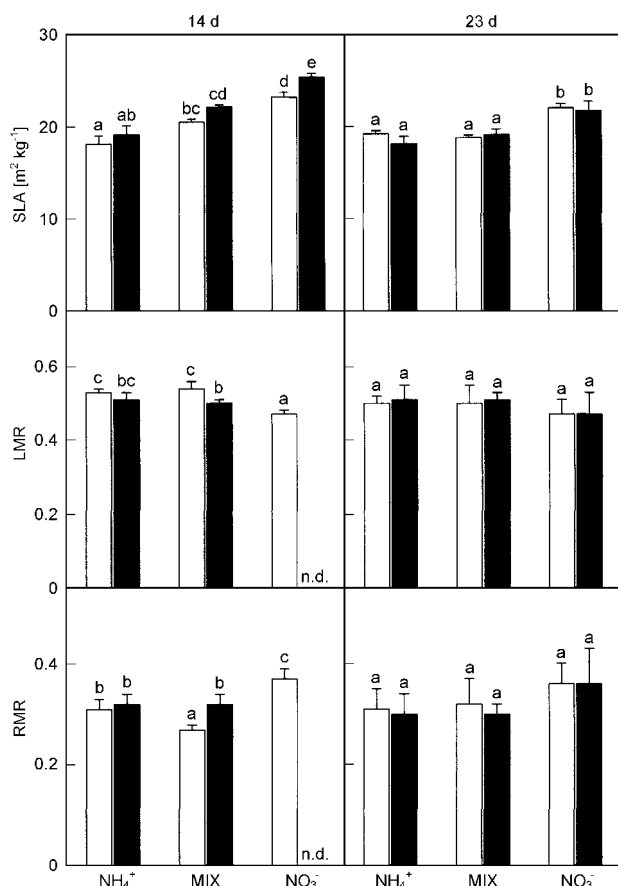 14 d 23 d
30
20
10
0
SLA [m² kg⁻¹]
a ab bc cd d e
a a a a b b
0.6
0.4
0.2
0
LMR
c bc c b a n.d.
a a a a a a
0.4
0.2
0
RMR
b b a b c n.d.
a a a a a a
NH₄⁺ MIX NO₃⁻ NH₄⁺ MIX NO₃⁻